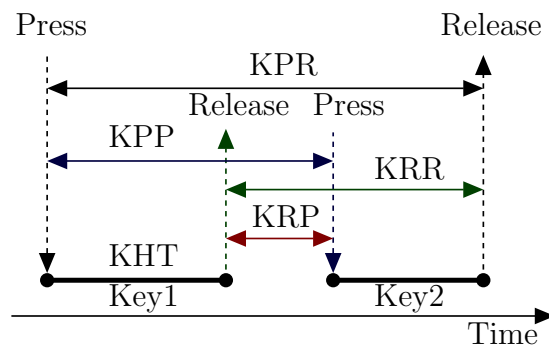 Press
Release
KPR
Release
Press
KPP
KRR
KRP
KHT
Key1
Key2
Time